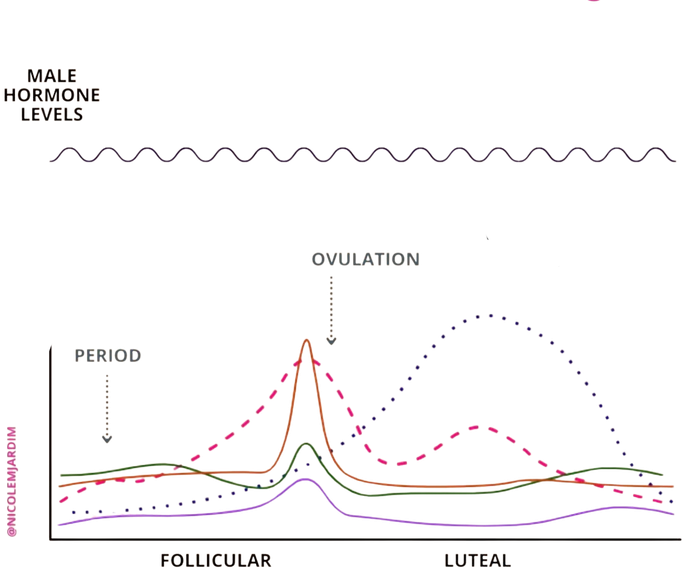 MALE
HORMONE
LEVELS
OVULATION
PERIOD
@NICOLEMJARDIM
FOLLICULAR
LUTEAL